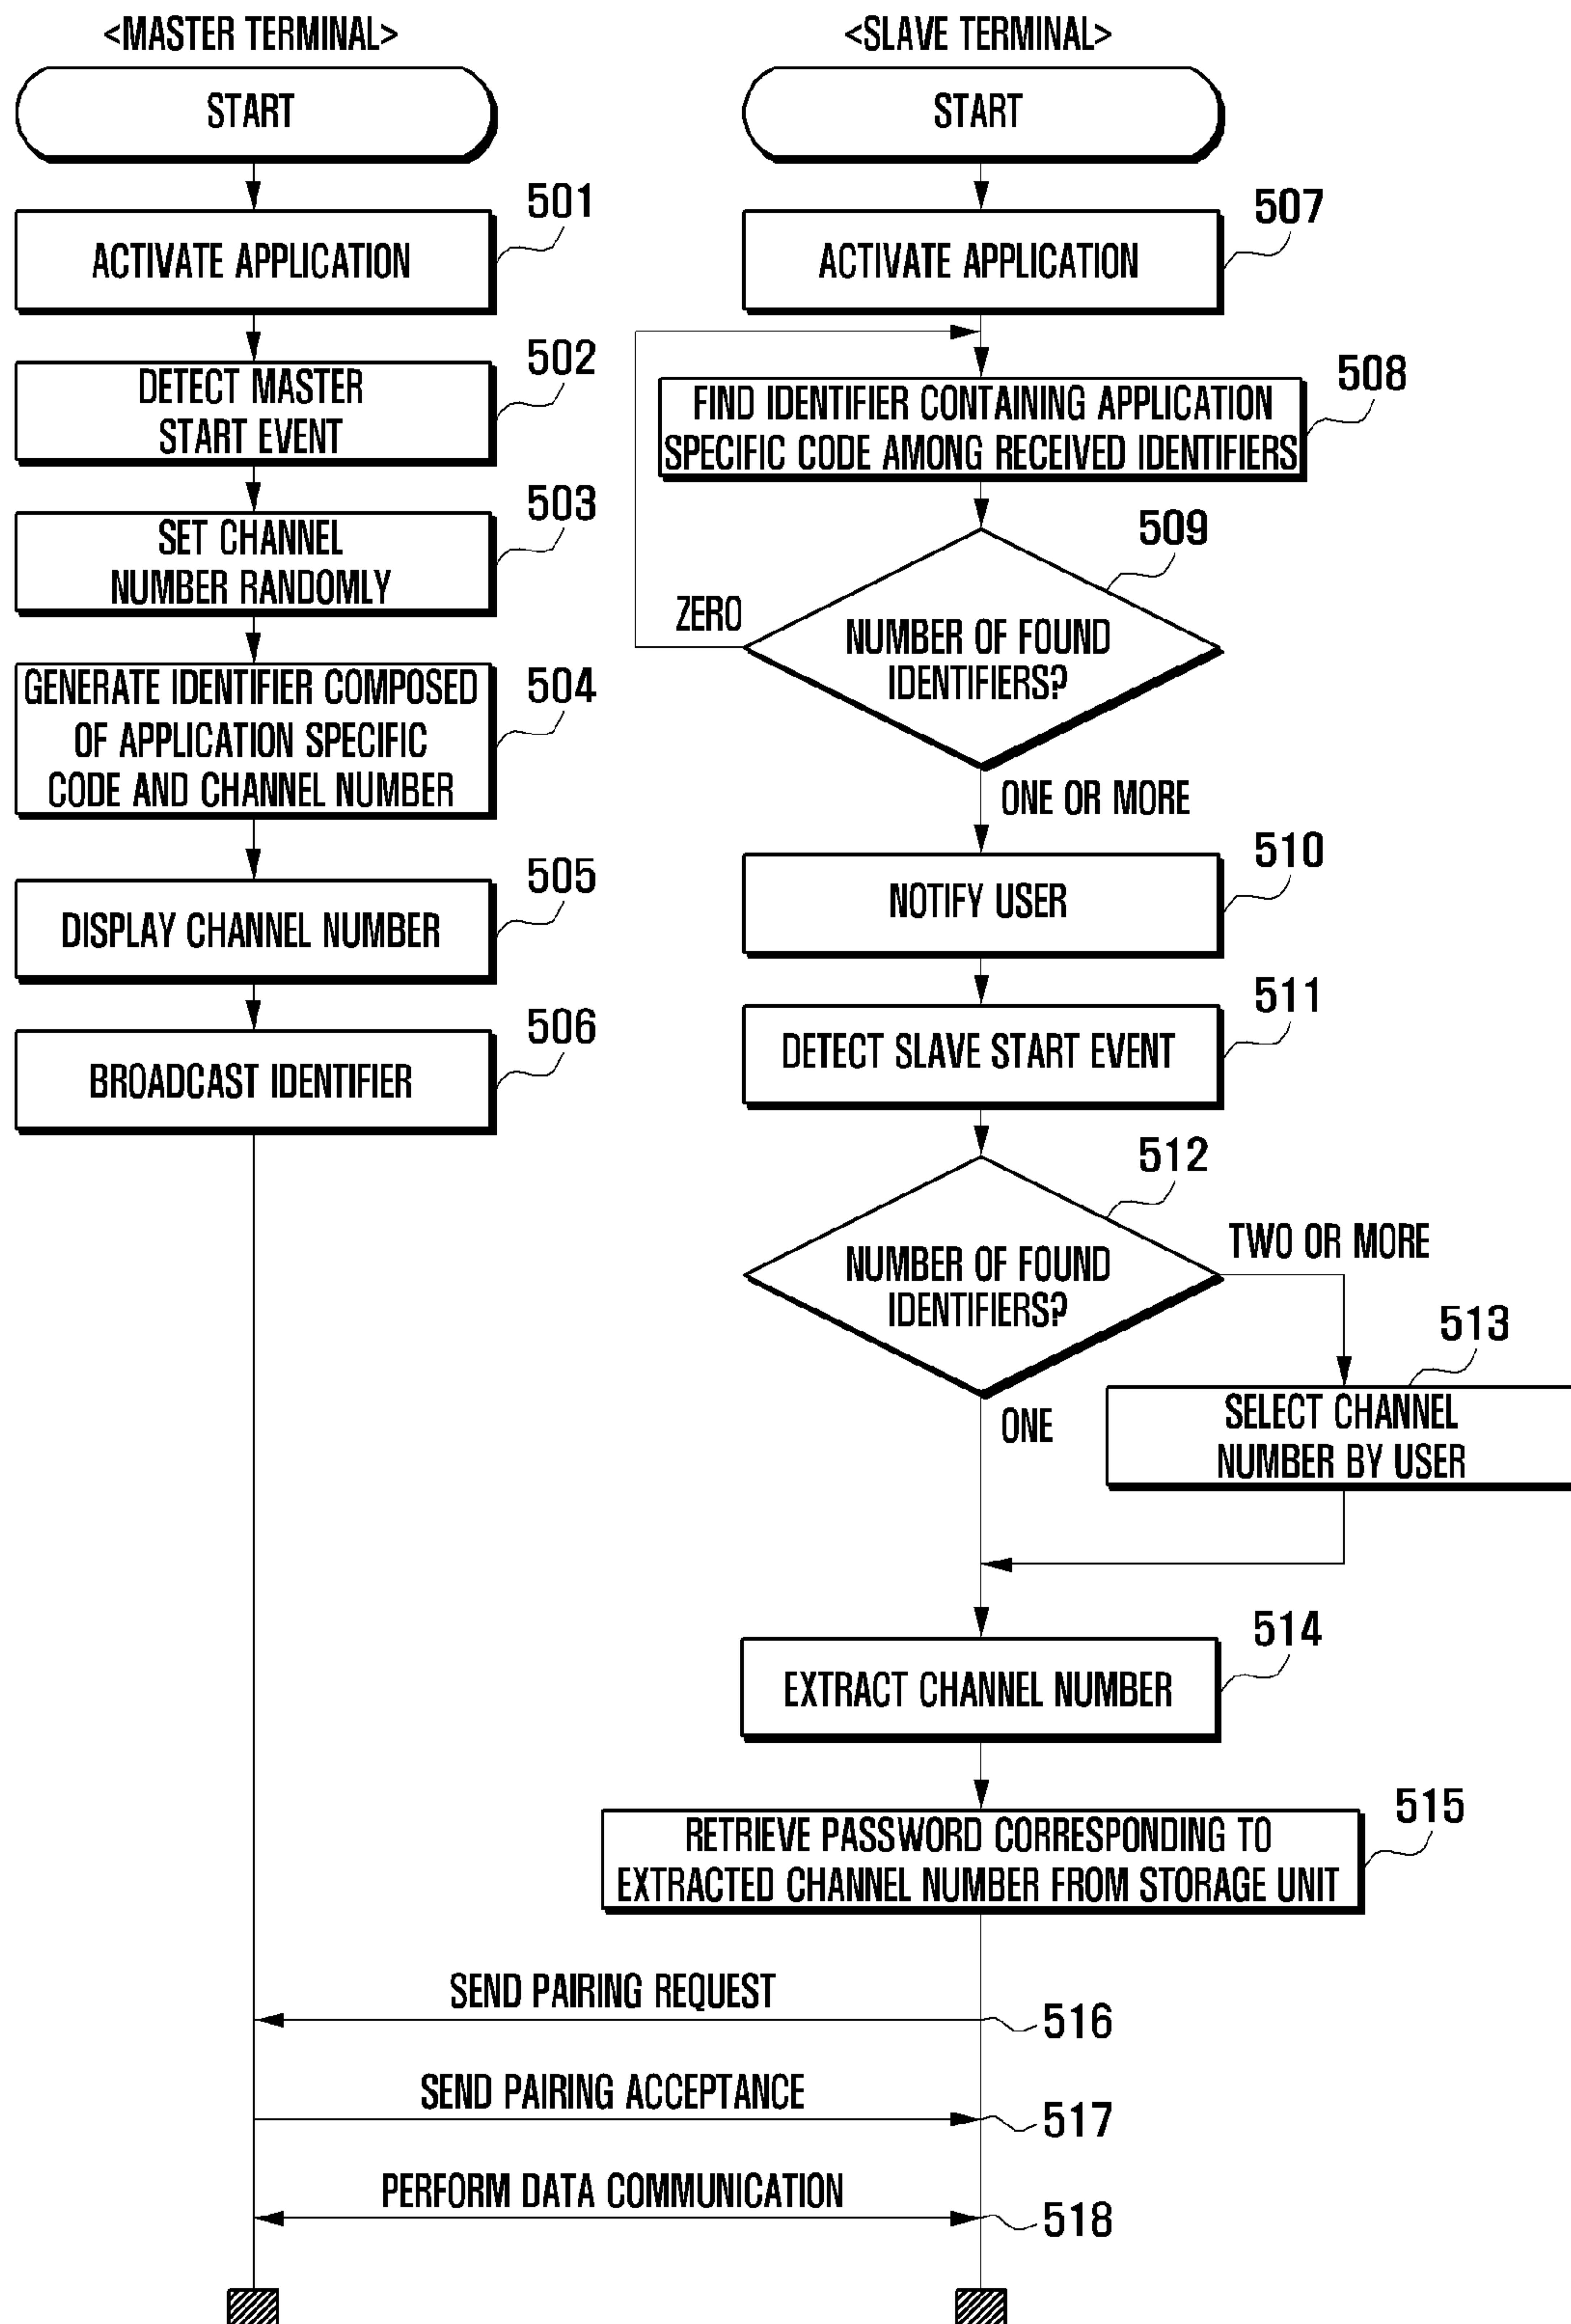 <MASTER TERMINAL>
START
501
ACTIVATE APPLICATION
502
DETECT MASTER
START EVENT
503
SET CHANNEL
NUMBER RANDOMLY
504
GENERATE IDENTIFIER COMPOSED
OF APPLICATION SPECIFIC
CODE AND CHANNEL NUMBER
505
DISPLAY CHANNEL NUMBER
506
BROADCAST IDENTIFIER
<SLAVE TERMINAL>
START
507
ACTIVATE APPLICATION
508
FIND IDENTIFIER CONTAINING APPLICATION
SPECIFIC CODE AMONG RECEIVED IDENTIFIERS
509
ZERO
NUMBER OF FOUND
IDENTIFIERS?
ONE OR MORE
510
NOTIFY USER
511
DETECT SLAVE START EVENT
512
TWO OR MORE
NUMBER OF FOUND
IDENTIFIERS?
513
ONE
SELECT CHANNEL
NUMBER BY USER
514
EXTRACT CHANNEL NUMBER
515
RETRIEVE PASSWORD CORRESPONDING TO
EXTRACTED CHANNEL NUMBER FROM STORAGE UNIT
SEND PAIRING REQUEST
516
SEND PAIRING ACCEPTANCE
517
PERFORM DATA COMMUNICATION
518